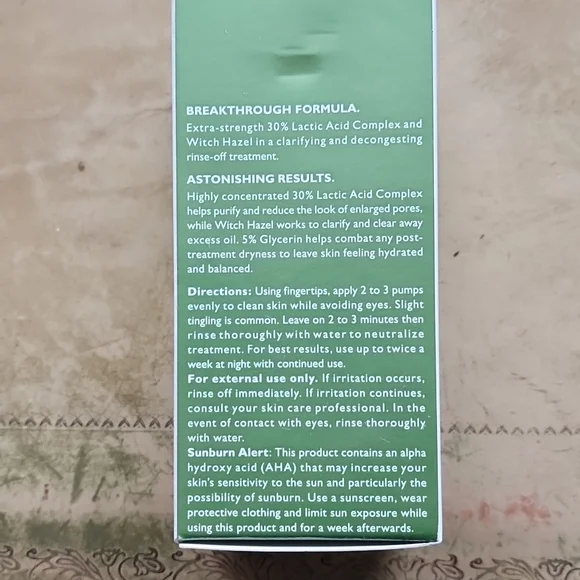 BREAKTHROUGH FORMULA.
Extra-strength 30% Lactic Acid Complex and
Witch Hazel in a clarifying and decongesting
rinse-off treatment.
ASTONISHING RESULTS.
Highly concentrated 30% Lactic Acid Complex
helps purify and reduce the look of enlarged pores,
while Witch Hazel works to clarify and clear away
excess oil. 5% Glycerin helps combat any post-
treatment dryness to leave skin feeling hydrated
and balanced.
Directions: Using fingertips, apply 2 to 3 pumps
evenly to clean skin while avoiding eyes. Slight
tingling is common. Leave on 2 to 3 minutes then
rinse thoroughly with water to neutralize
treatment. For best results, use up to twice a
week at night with continued use.
For external use only. If irritation occurs,
rinse off immediately. If irritation continues,
consult your skin care professional. In the
event of contact with eyes, rinse thoroughly
with water.
Sunburn Alert: This product contains an alpha
hydroxy acid (AHA) that may increase your
skin's sensitivity to the sun and particularly the
possibility of sunburn. Use a sunscreen, wear
protective clothing and limit sun exposure while
using this product and for a week afterwards.